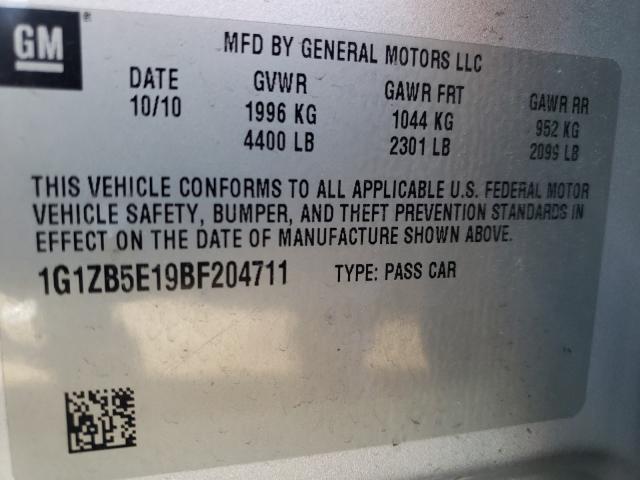 GM
MFD BY GENERAL MOTORS LLC
DATE GVWR GAWR FRT GAWR RR
10/10 1996 KG 1044 KG 952 KG
4400 LB 2301 LB 2099 LB
THIS VEHICLE CONFORMS TO ALL APPLICABLE U.S. FEDERAL MOTOR
VEHICLE SAFETY, BUMPER, AND THEFT PREVENTION STANDARDS IN
EFFECT ON THE DATE OF MANUFACTURE SHOWN ABOVE.
1G1ZB5E19BF204711 TYPE: PASS CAR